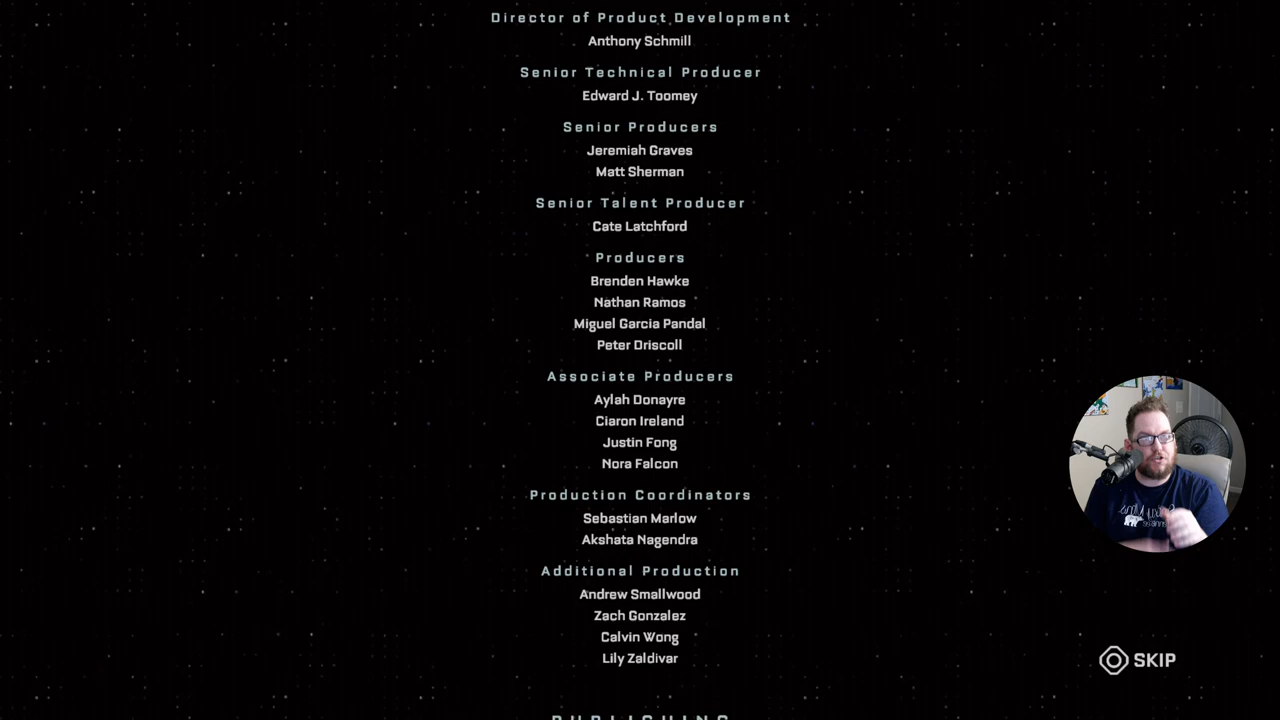 Director of Product Development
Anthony Schmill
Senior Technical Producer
Edward J. Toomey
Senior Producers
Jeremiah Graves
Matt Sherman
Senior Talent Producer
Cate Latchford
Producers
Brenden Hawke
Nathan Ramos
Miguel Garcia Pandal
Peter Driscoll
Associate Producers
Aylah Donayre
Ciaron Ireland
Justin Fong
Nora Falcon
Production Coordinators
Sebastian Marlow
Akshata Nagendra
Additional Production
Andrew Smallwood
Zach Gonzalez
Calvin Wong
Lily Zaldivar
SKIP
PUBLISHING